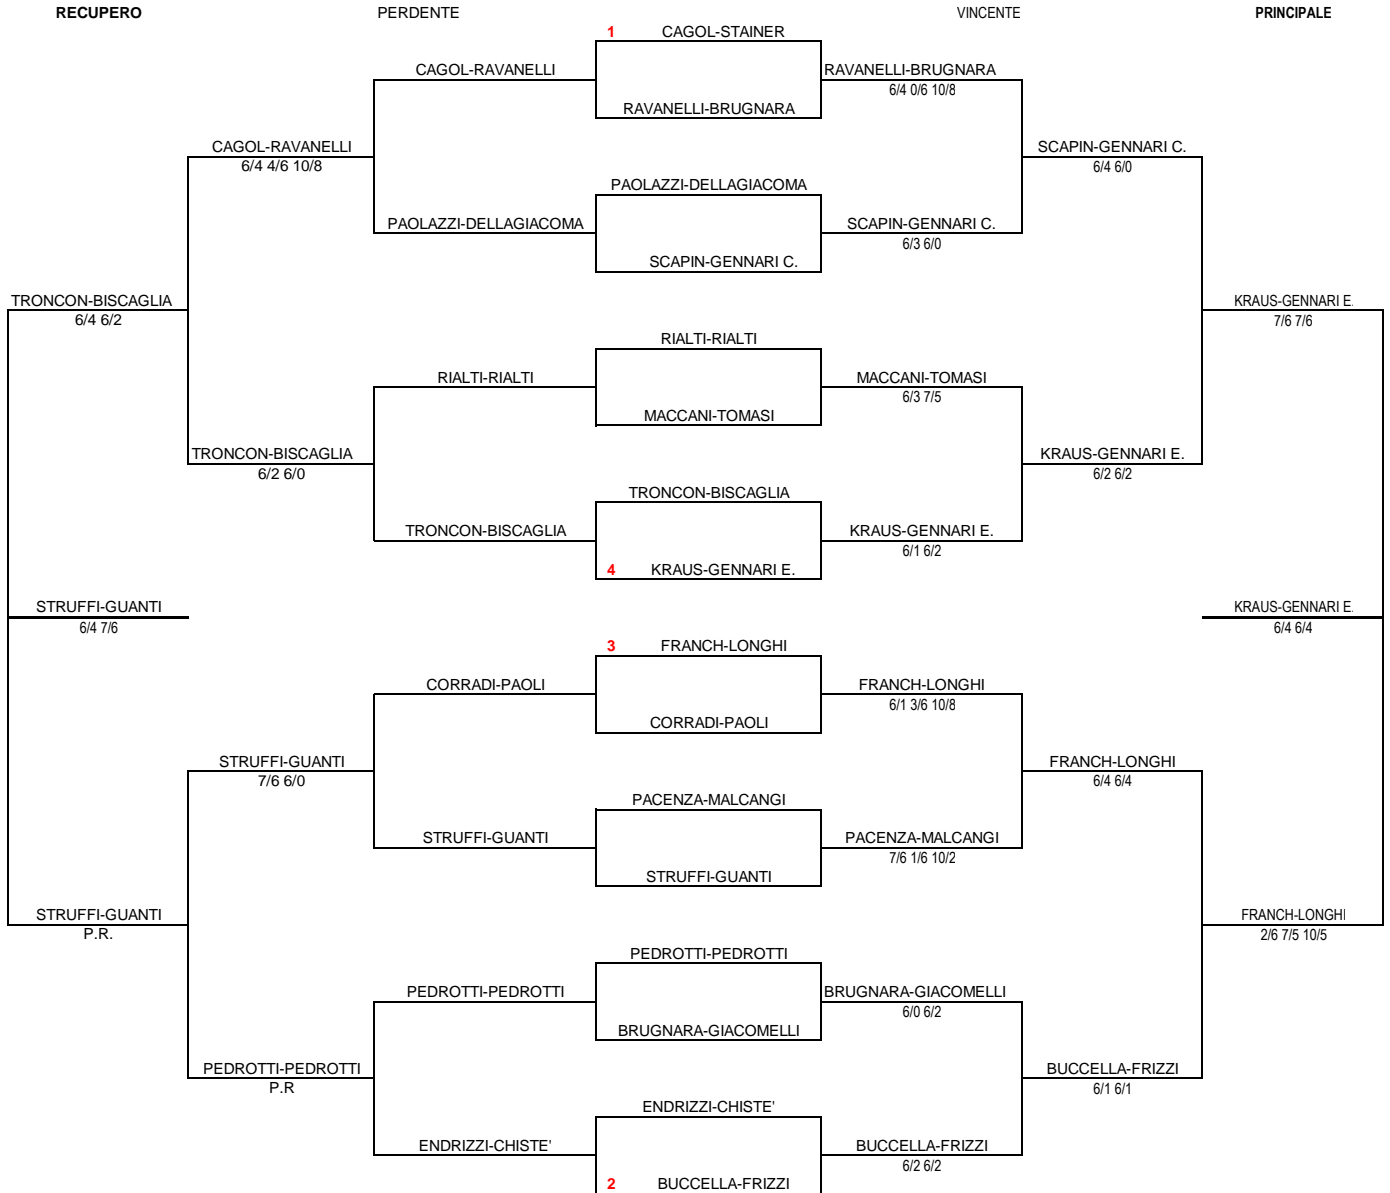 RECUPERO PERDENTE VINCENTE PRINCIPALE
1 CAGOL-STAINER
CAGOL-RAVANELLI RAVANELLI-BRUGNARA
6/4 0/6 10/8
RAVANELLI-BRUGNARA
CAGOL-RAVANELLI SCAPIN-GENNARI C.
6/4 4/6 10/8 6/4 6/0
PAOLAZZI-DELLAGIACOMA
PAOLAZZI-DELLAGIACOMA SCAPIN-GENNARI C.
6/3 6/0
SCAPIN-GENNARI C.
TRONCON-BISCAGLIA KRAUS-GENNARI E.
6/4 6/2 7/6 7/6
RIALTI-RIALTI
RIALTI-RIALTI MACCANI-TOMASI
6/3 7/5
MACCANI-TOMASI
TRONCON-BISCAGLIA KRAUS-GENNARI E.
6/2 6/0 6/2 6/2
TRONCON-BISCAGLIA
TRONCON-BISCAGLIA KRAUS-GENNARI E.
6/1 6/2
4 KRAUS-GENNARI E.
STRUFFI-GUANTI KRAUS-GENNARI E.
6/4 7/6 6/4 6/4
3 FRANCH-LONGHI
CORRADI-PAOLI FRANCH-LONGHI
6/1 3/6 10/8
CORRADI-PAOLI
STRUFFI-GUANTI FRANCH-LONGHI
7/6 6/0 6/4 6/4
PACENZA-MALCANGI
STRUFFI-GUANTI PACENZA-MALCANGI
7/6 1/6 10/2
STRUFFI-GUANTI
STRUFFI-GUANTI FRANCH-LONGHI
P.R. 2/6 7/5 10/5
PEDROTTI-PEDROTTI
PEDROTTI-PEDROTTI BRUGNARA-GIACOMELLI
6/0 6/2
BRUGNARA-GIACOMELLI
PEDROTTI-PEDROTTI BUCCELLA-FRIZZI
P.R 6/1 6/1
ENDRIZZI-CHISTE'
ENDRIZZI-CHISTE' BUCCELLA-FRIZZI
6/2 6/2
2 BUCCELLA-FRIZZI